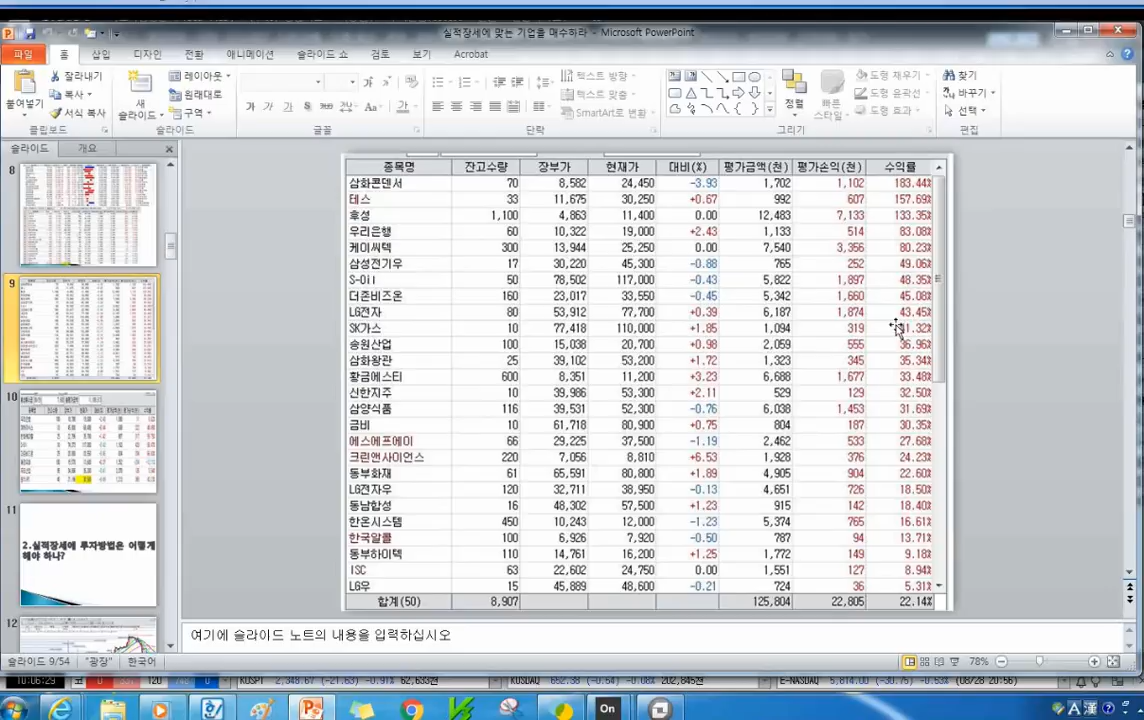 실적장세에 맞는 기업을 매수하라 - Microsoft PowerPoint
파일 홈 삽입 디자인 전환 애니메이션 슬라이드 쇼 검토 보기 Acrobat
붙여넣기 잘라내기 복사 서식 복사 클립보드
새 슬라이드 레이아웃 원래대로 구역 슬라이드
글꼴
텍스트 방향 텍스트 맞춤 SmartArt로 변환 단락
정렬 빠른 스타일 도형 채우기 도형 윤곽선 도형 효과 그리기
찾기 바꾸기 선택 편집
슬라이드 개요
8
9
10
11
2.실적장세에 투자방법은 어떻게
해야 하나?
12
종목명 잔고수량 장부가 현재가 대비(%) 평가금액(천) 평가손익(천) 수익률
삼화콘덴서 70 8,582 24,450 -3.93 1,702 1,102 183.44%
테스 33 11,675 30,250 +0.67 992 607 157.69%
후성 1,100 4,863 11,400 0.00 12,483 7,133 133.35%
우리은행 60 10,322 19,000 +2.43 1,133 514 83.08%
케이씨텍 300 13,944 25,250 0.00 7,540 3,356 80.23%
삼성전기우 17 30,220 45,300 -0.88 765 252 49.06%
S-Oil 50 78,502 117,000 -0.43 5,822 1,897 48.35%
더존비즈온 160 23,017 33,550 -0.45 5,342 1,660 45.08%
LG전자 80 53,912 77,700 +0.39 6,187 1,874 43.45%
SK가스 10 77,418 110,000 +1.85 1,094 319
송원산업 100 15,038 20,700 +0.98 2,059 555 36.96%
삼화왕관 25 39,102 53,200 +1.72 1,323 345 35.34%
황금에스티 600 8,351 11,200 +3.23 6,688 1,677 33.48%
신한지주 10 39,986 53,300 +2.11 529 129 32.50%
삼양식품 116 39,531 52,300 -0.76 6,038 1,453 31.69%
금비 10 61,718 80,900 +0.75 804 187 30.35%
에스에프에이 66 29,225 37,500 -1.19 2,462 533 27.68%
크린앤사이언스 220 7,056 8,810 +6.53 1,928 376 24.23%
동부화재 61 65,591 80,800 +1.89 4,905 904 22.60%
LG전자우 120 32,711 38,950 -0.13 4,651 726 18.50%
동남합성 16 48,302 57,500 +1.23 915 142 18.40%
한온시스템 450 10,243 12,000 -1.23 5,374 765 16.61%
한국알콜 100 6,926 7,920 -0.50 787 94 13.71%
동부하이텍 110 14,761 16,200 +1.25 1,772 149 9.18%
ISC 63 22,602 24,750 0.00 1,551 127 8.94%
LG우 15 45,889 48,600 -0.21 724 36 5.31%
합계(50) 8,907 125,804 22,805 22.14%
여기에 슬라이드 노트의 내용을 입력하십시오
슬라이드 9/54 "광장" 한국어 78%
10:06:29
On
A 漢